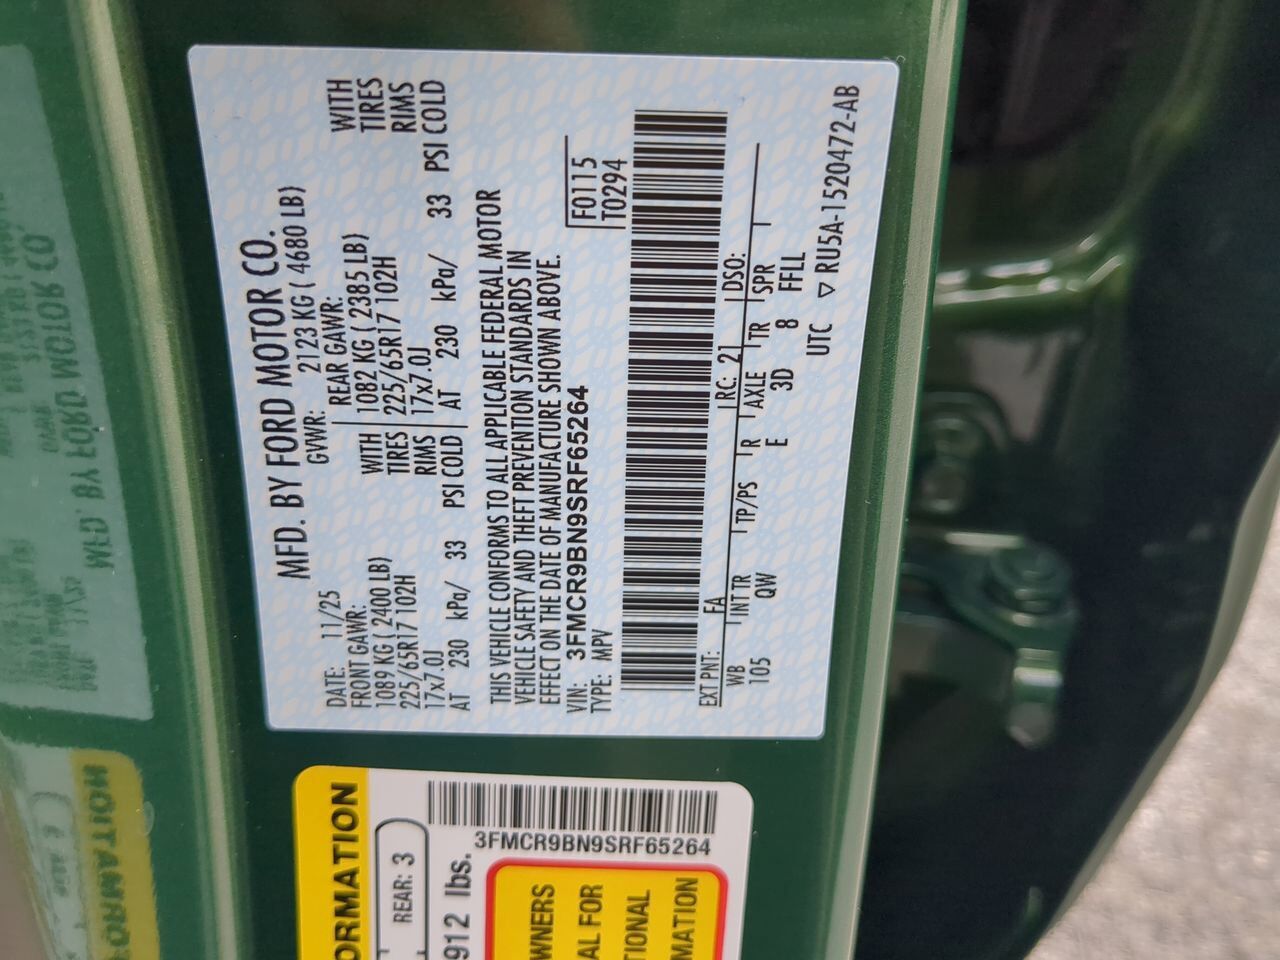 MFD. BY FORD MOTOR CO.
DATE: 11/25 GVWR: 2123 KG ( 4680 LB)
FRONT GAWR: REAR GAWR:
1089 KG ( 2400 LB) WITH 1082 KG ( 2385 LB) WITH
225/65R17 102H TIRES 225/65R17 102H TIRES
17x7.0J RIMS 17x7.0J RIMS
AT 230 kPa/ 33 PSI COLD AT 230 kPa/ 33 PSI COLD
THIS VEHICLE CONFORMS TO ALL APPLICABLE FEDERAL MOTOR
VEHICLE SAFETY AND THEFT PREVENTION STANDARDS IN
EFFECT ON THE DATE OF MANUFACTURE SHOWN ABOVE.
VIN: 3FMCR9BN9SRF65264 F0115
TYPE: MPV T0294
EXT PNT: FA RC: 21 DSO:
WB INT TR TP/PS R AXLE TR SPR
105 QW E 3D 8 FFLL
UTC ▽ RU5A-1520472-AB
ORMATION
REAR: 3
912 lbs.
3FMCR9BN9SRF65264
WNERS
AL FOR
TIONAL
MATION